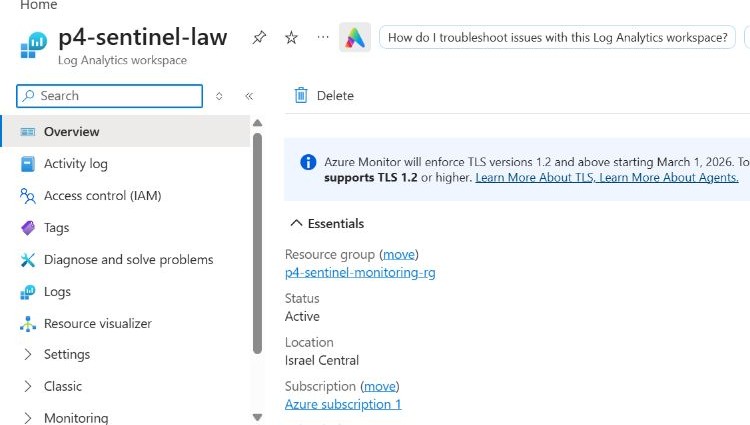 Home
p4-sentinel-law
Log Analytics workspace
How do I troubleshoot issues with this Log Analytics workspace?
Search
Delete
Overview
Activity log
Access control (IAM)
Tags
Diagnose and solve problems
Logs
Resource visualizer
Settings
Classic
Monitoring
Azure Monitor will enforce TLS versions 1.2 and above starting March 1, 2026. To
supports TLS 1.2 or higher. Learn More About TLS, Learn More About Agents.
Essentials
Resource group (move)
p4-sentinel-monitoring-rg
Status
Active
Location
Israel Central
Subscription (move)
Azure subscription 1